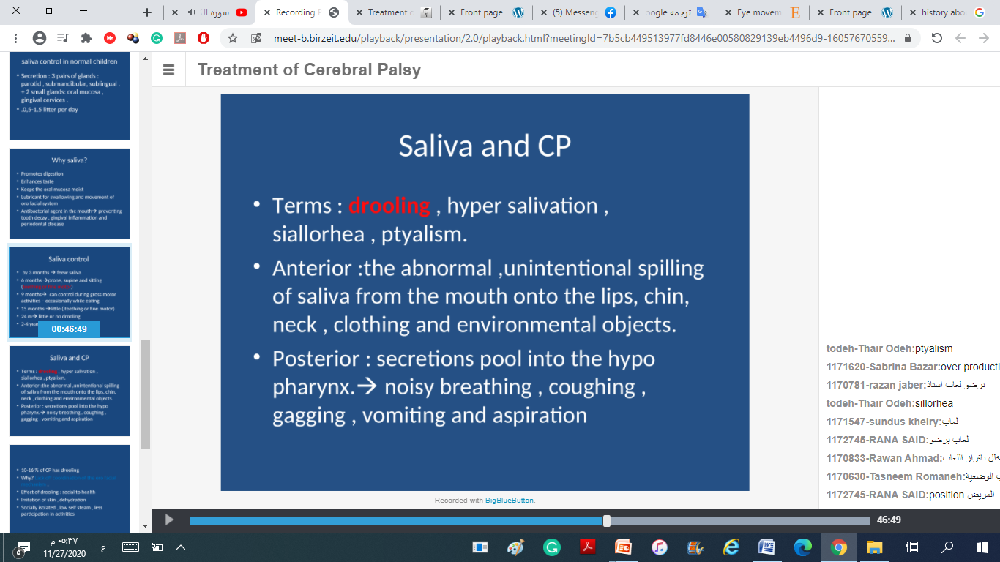 سورة الـ
Recording P
Treatment o
Front page
(5) Messeng
ترجمة oogle
Eye movem
Front page
history abou
meet-b.birzeit.edu/playback/presentation/2.0/playback.html?meetingId=7b5cb449513977fd8446e00580829139eb4496d9-16057670559...
Treatment of Cerebral Palsy
saliva control in normal children
• Secretion : 3 pairs of glands :
parotid , submandibular, sublingual .
+ 2 small glands: oral mucosa ,
gingival cervices .
• .0,5-1.5 litter per day
Why saliva?
• Promotes digestion
• Enhances taste
• Keeps the oral mucosa moist
• Lubricant for swallowing and movement of
oro facial system
• Antibacterial agent in the mouth→ preventing
tooth decay , gingival inflammation and
periodontal disease
Saliva control
• by 3 months → feew saliva
• 6 months →prone, supine and sitting
• 9 months→ can control during gross motor
activities – occasionally while eating
• 15 months →little ( teething or fine motor)
• 24 m→ little or no drooling
• 2-4 year
00:46:49
Saliva and CP
• Terms : drooling , hyper salivation ,
siallorhea , ptyalism.
• Anterior :the abnormal ,unintentional spilling
of saliva from the mouth onto the lips, chin,
neck , clothing and environmental objects.
• Posterior : secretions pool into the hypo
pharynx.→ noisy breathing , coughing ,
gagging , vomiting and aspiration
• 10-16 % of CP has drooling
• Why?
• Effect of drooling : social to health
• Irritation of skin , dehydration
• Socially isolated , low self steam , less
participation in activities
Saliva and CP
• Terms : drooling , hyper salivation ,
siallorhea , ptyalism.
• Anterior :the abnormal ,unintentional spilling
of saliva from the mouth onto the lips, chin,
neck , clothing and environmental objects.
• Posterior : secretions pool into the hypo
pharynx.→ noisy breathing , coughing ,
gagging , vomiting and aspiration
Recorded with BigBlueButton.
todeh-Thair Odeh:ptyalism
1171620-Sabrina Bazar:over producti
1170781-razan jaber:برضو لعاب استاذ
todeh-Thair Odeh:sillorhea
1171547-sundus kheiry:لعاب
1172745-RANA SAID:لعاب برضو
1170833-Rawan Ahmad:خلل بافراز اللعاب
1170630-Tasneem Romaneh:ب الوضعية
1172745-RANA SAID:position المريض
46:49
٠٥:٣٧ م
11/27/2020
ع